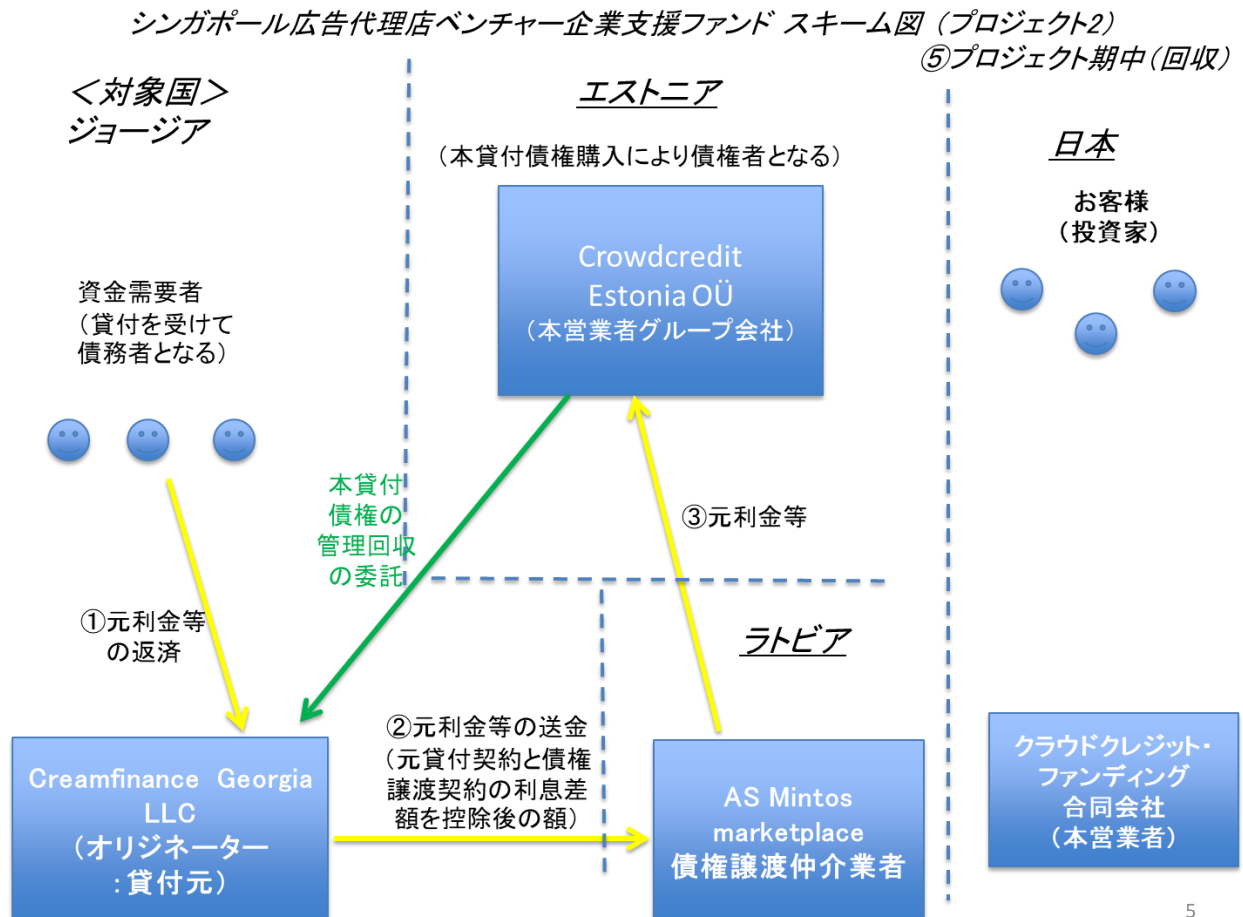 シンガポール広告代理店ベンチャー企業支援ファンド スキーム図 (プロジェクト2)
⑤プロジェクト期中(回収)
<対象国>
ジョージア
エストニア
(本貸付債権購入により債権者となる)
日本
お客様
(投資家)
Crowdcredit
Estonia OÜ
(本営業者グループ会社)
資金需要者
(貸付を受けて
債務者となる)
本貸付
債権の
管理回収
の委託
③元利金等
①元利金等
の返済
ラトビア
②元利金等の送金
(元貸付契約と債権
譲渡契約の利息差
額を控除後の額)
Creamfinance Georgia
LLC
(オリジネーター
:貸付元)
AS Mintos
marketplace
債権譲渡仲介業者
クラウドクレジット・
ファンディング
合同会社
(本営業者)
5